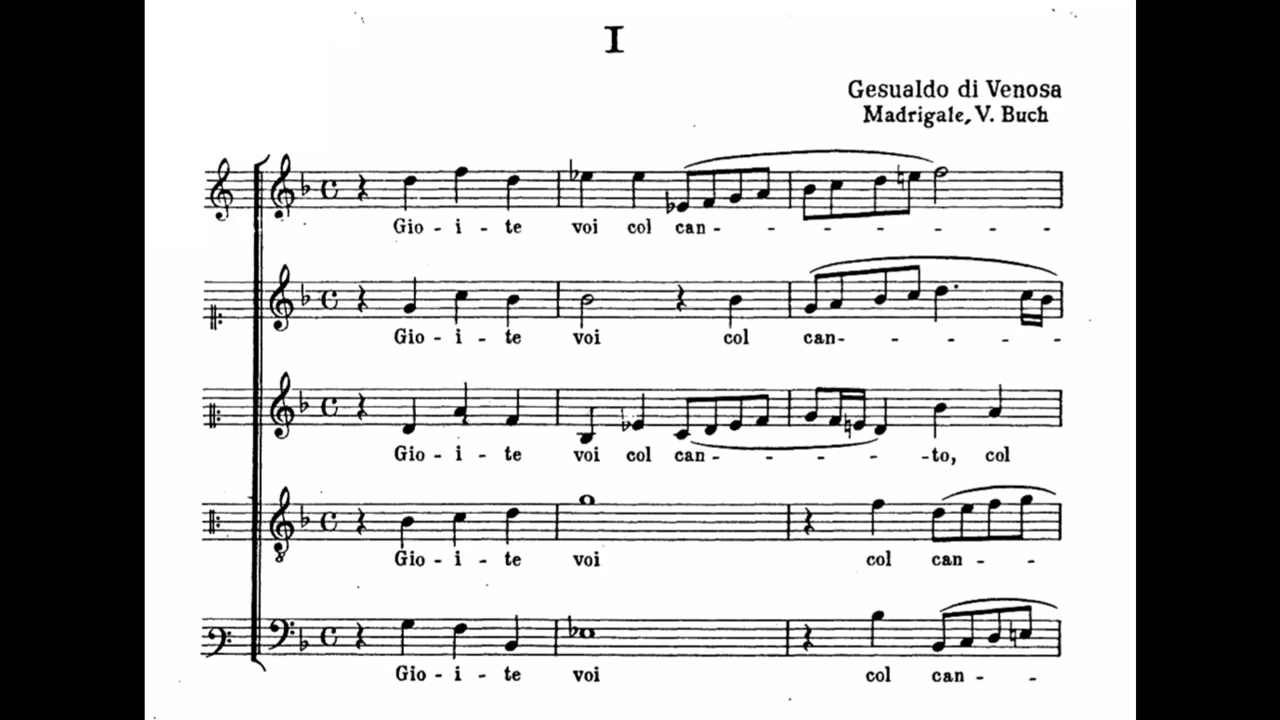 I
Gesualdo di Venosa
Madrigale, V. Buch
Gio - i - te voi col can - - - - - - - -
Gio - i - te voi col can - - - - -
Gio - i - te voi col can - - - - to, col
8
Gio - i - te voi col can - -
Gio - i - te voi col can - -